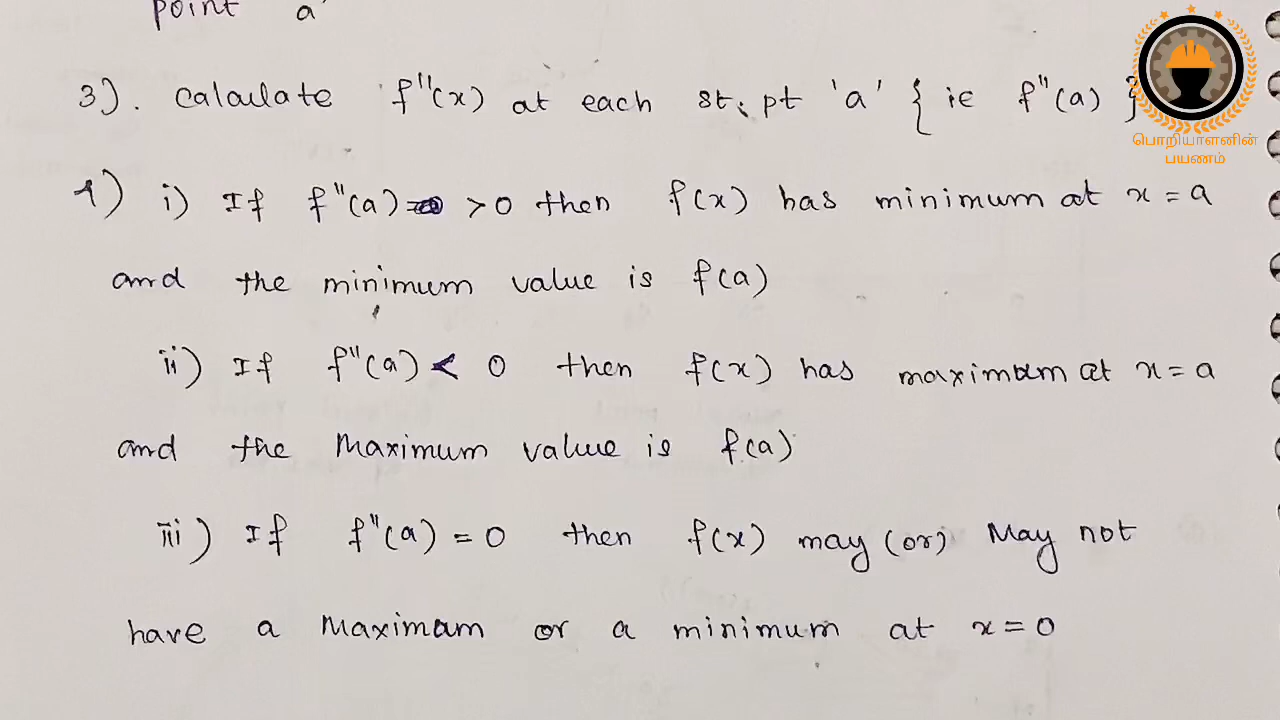 point a
3). calculate f"(x) at each st. pt 'a' { ie f"(a) }
4) i) If f"(a) > 0 then f(x) has minimum at x = a
and the minimum value is f(a)
ii) If f"(a) < 0 then f(x) has maximum at x = a
and the Maximum value is f(a)
iii) If f"(a) = 0 then f(x) may (or) May not
have a Maximum or a minimum at x = 0
பொறியாளனின்
பயணம்